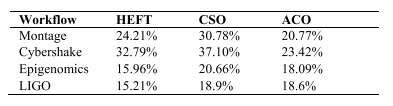 Workflow HEFT CSO ACO
Montage 24.21% 30.78% 20.77%
Cybershake 32.79% 37.10% 23.42%
Epigenomics 15.96% 20.66% 18.09%
LIGO 15.21% 18.9% 18.6%